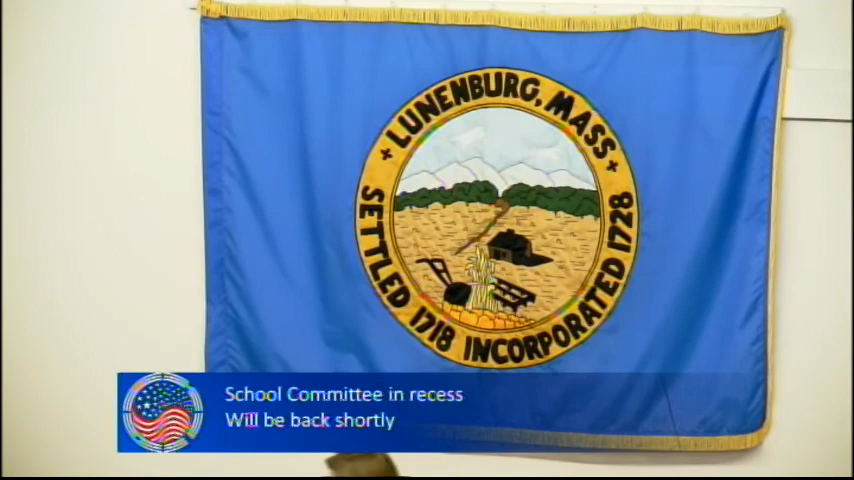 LUNENBURG, MASS
SETTLED 1718 INCORPORATED 1728
School Committee in recess
Will be back shortly